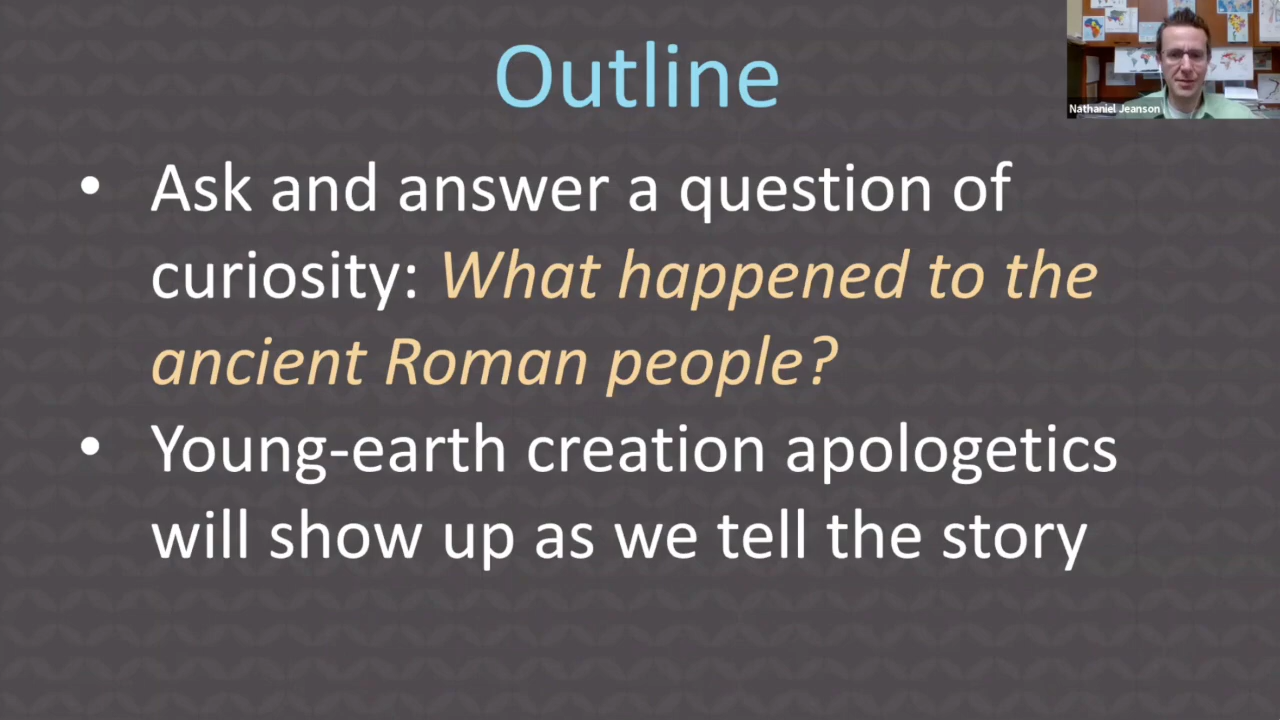 Outline
Nathaniel Jeanson
• Ask and answer a question of
curiosity: What happened to the
ancient Roman people?
• Young-earth creation apologetics
will show up as we tell the story